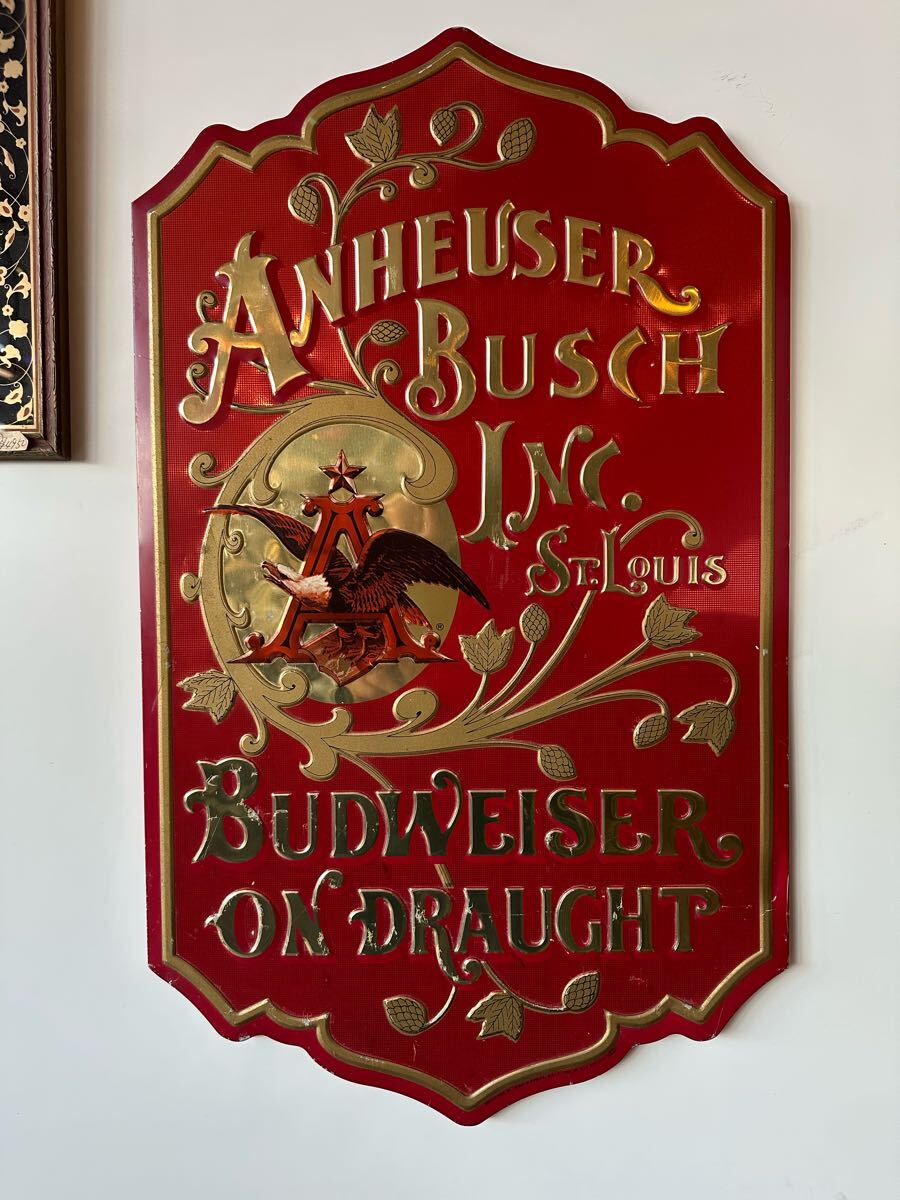 ANHEUSER
BUSCH
INC.
ST. LOUIS
A
®
BUDWEISER
ON DRAUGHT